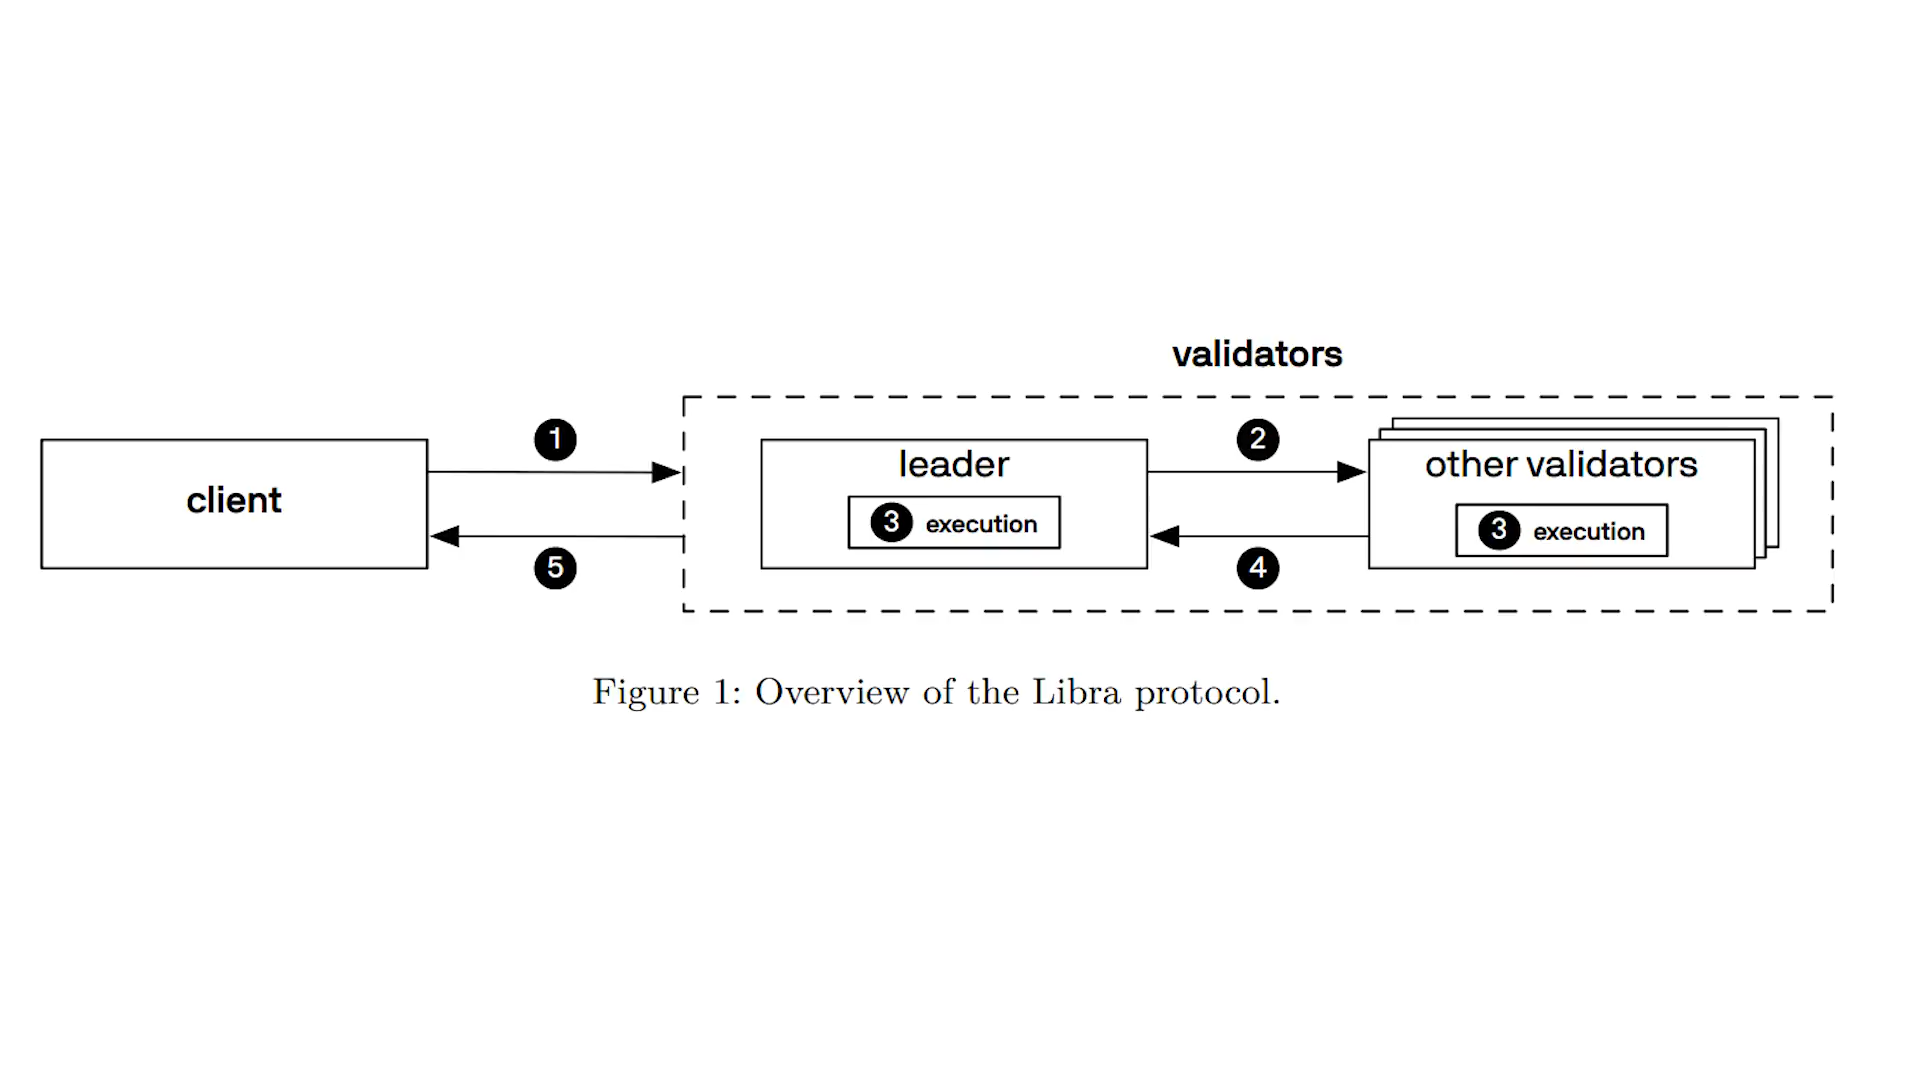 validators
1
2
client
leader
other validators
3 execution
3 execution
5
4
Figure 1: Overview of the Libra protocol.